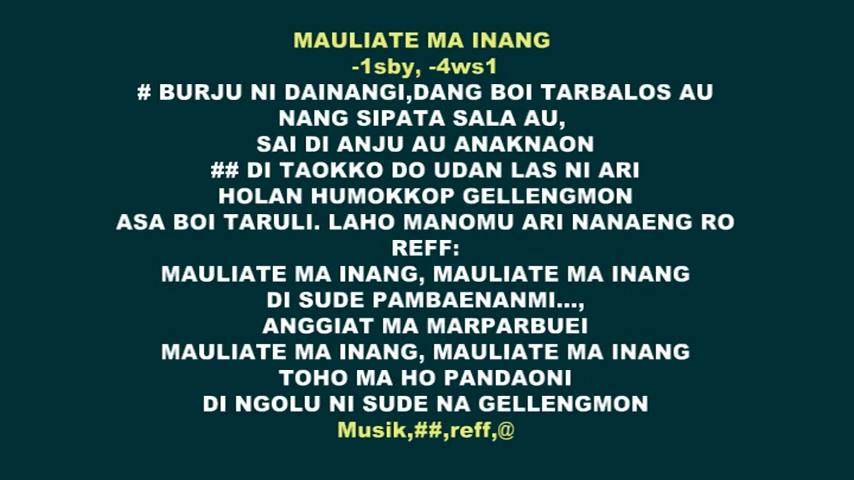 MAULIATE MA INANG
-1sby, -4ws1
# BURJU NI DAINANGI,DANG BOI TARBALOS AU
NANG SIPATA SALA AU,
SAI DI ANJU AU ANAKNAON
## DI TAOKKO DO UDAN LAS NI ARI
HOLAN HUMOKKOP GELLENGMON
ASA BOI TARULI. LAHO MANOMU ARI NANAENG RO
REFF:
MAULIATE MA INANG, MAULIATE MA INANG
DI SUDE PAMBAENANMI...,
ANGGIAT MA MARPARBUEI
MAULIATE MA INANG, MAULIATE MA INANG
TOHO MA HO PANDAONI
DI NGOLU NI SUDE NA GELLENGMON
Musik,##,reff,@